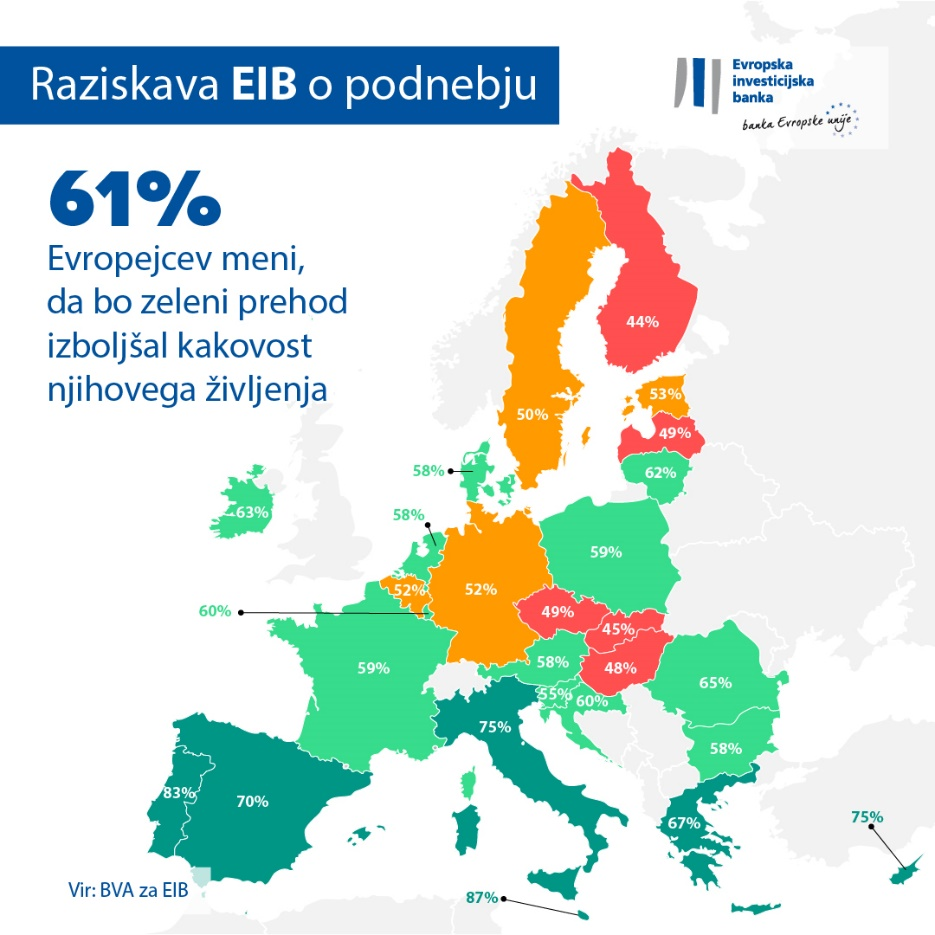 Raziskava EIB o podnebju
Evropska
investicijska
banka
banka Evropske unije
61%
Evropejcev meni,
da bo zeleni prehod
izboljšal kakovost
njihovega življenja
44%
53%
50%
49%
58%
62%
63%
58%
59%
52%
52%
60%
49%
45%
59%
58%
48%
55%
60%
65%
75%
58%
83%
70%
67%
75%
Vir: BVA za EIB
87%